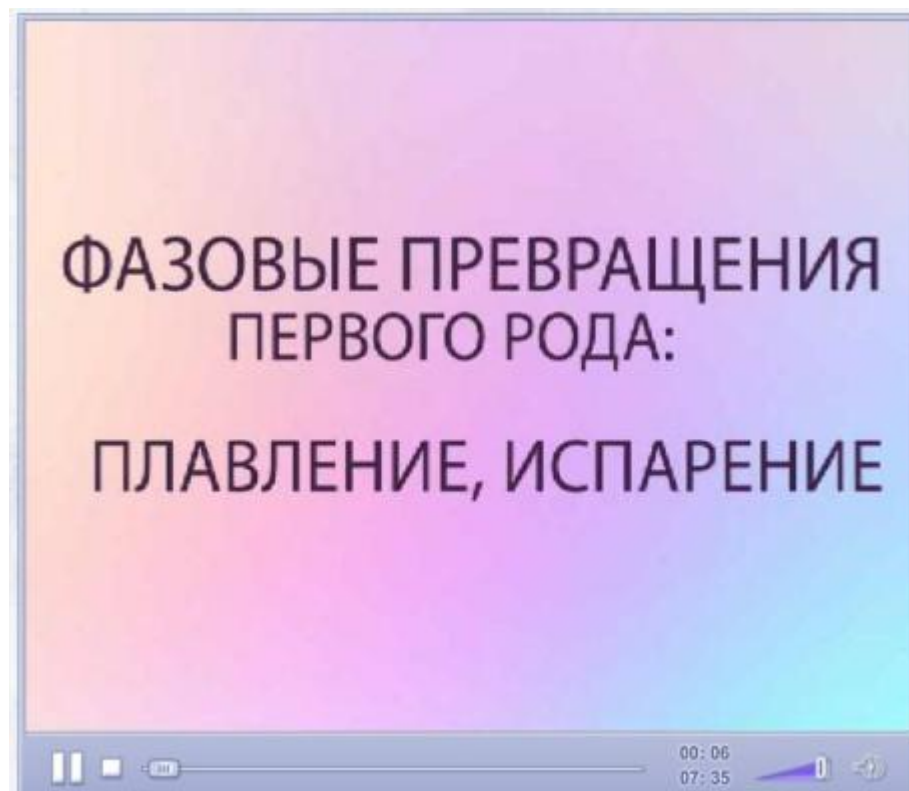 ФАЗОВЫЕ ПРЕВРАЩЕНИЯ
ПЕРВОГО РОДА:
ПЛАВЛЕНИЕ, ИСПАРЕНИЕ
00:06
07:35